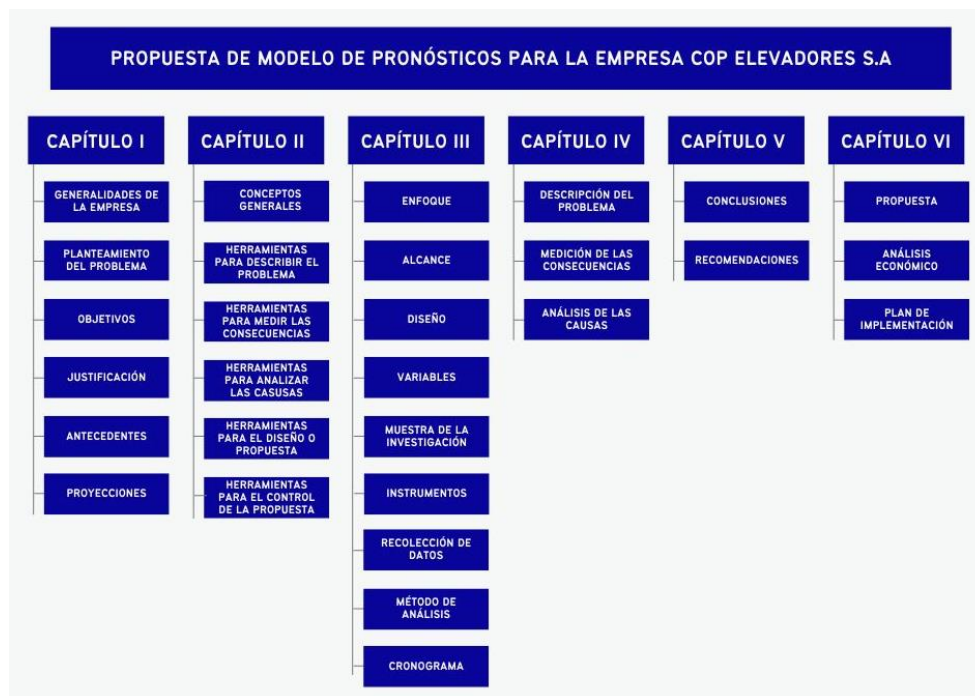 PROPUESTA DE MODELO DE PRONÓSTICOS PARA LA EMPRESA COP ELEVADORES S.A
CAPÍTULO I
GENERALIDADES DE
LA EMPRESA
PLANTEAMIENTO
DEL PROBLEMA
OBJETIVOS
JUSTIFICACIÓN
ANTECEDENTES
PROYECCIONES
CAPÍTULO II
CONCEPTOS
GENERALES
HERRAMIENTAS
PARA DESCRIBIR EL
PROBLEMA
HERRAMIENTAS
PARA MEDIR LAS
CONSECUENCIAS
HERRAMIENTAS
PARA ANALIZAR
LAS CASUSAS
HERRAMIENTAS
PARA EL DISEÑO O
PROPUESTA
HERRAMIENTAS
PARA EL CONTROL
DE LA PROPUESTA
CAPÍTULO III
ENFOQUE
ALCANCE
DISEÑO
VARIABLES
MUESTRA DE LA
INVESTIGACIÓN
INSTRUMENTOS
RECOLECCIÓN DE
DATOS
MÉTODO DE
ANÁLISIS
CRONOGRAMA
CAPÍTULO IV
DESCRIPCIÓN DEL
PROBLEMA
MEDICIÓN DE LAS
CONSECUENCIAS
ANÁLISIS DE LAS
CAUSAS
CAPÍTULO V
CONCLUSIONES
RECOMENDACIONES
CAPÍTULO VI
PROPUESTA
ANÁLISIS
ECONÓMICO
PLAN DE
IMPLEMENTACIÓN